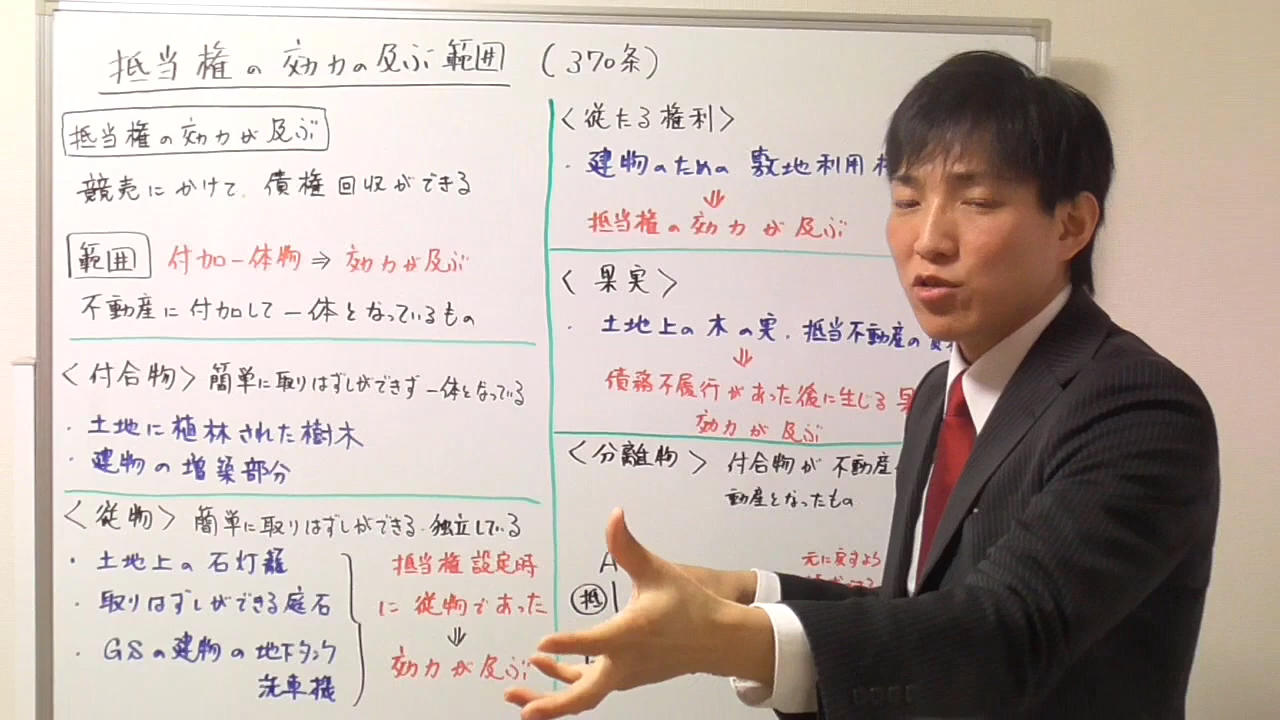 抵当権の効力の及ぶ範囲 (370条)
抵当権の効力が及ぶ
競売にかけて、債権回収ができる
範囲 付加一体物⇒効力が及ぶ
不動産に付加して一体となっているもの
<付合物> 簡単に取りはずしができず一体となっている
・土地に植林された樹木
・建物の増築部分
<従物> 簡単に取りはずしができる・独立している
・土地上の石灯籠
・取りはずしができる庭石
・GSの建物の地下タンク
洗車機
抵当権設定時
に従物であった
⇓
効力が及ぶ
<従たる権利>
・建物のための敷地利用
⇓
抵当権の効力が及ぶ
<果実>
・土地上の木の実、抵当不動産の
⇓
債務不履行があった後に生じる果
効力が及ぶ
<分離物> 付合物が不動産
動産となったもの
A
抵
元に戻すよう